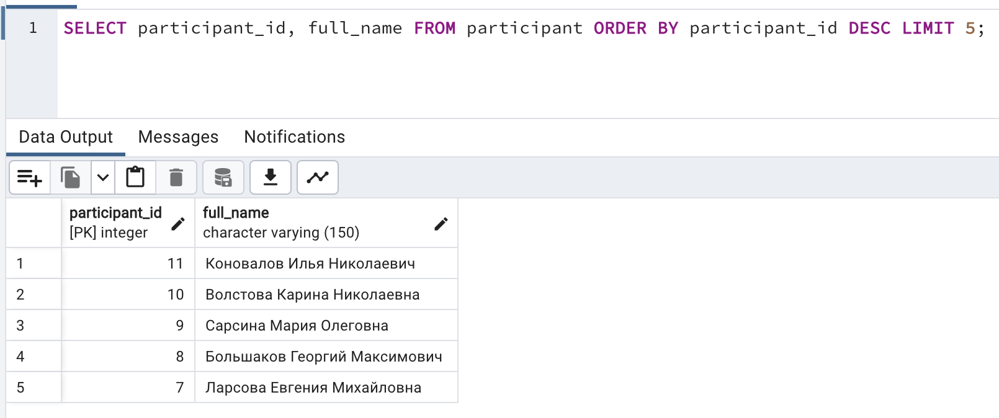 1 SELECT participant_id, full_name FROM participant ORDER BY participant_id DESC LIMIT 5;
Data Output Messages Notifications
participant_id full_name
[PK] integer character varying (150)
1 11 Коновалов Илья Николаевич
2 10 Волстова Карина Николаевна
3 9 Сарсина Мария Олеговна
4 8 Большаков Георгий Максимович
5 7 Ларсова Евгения Михайловна